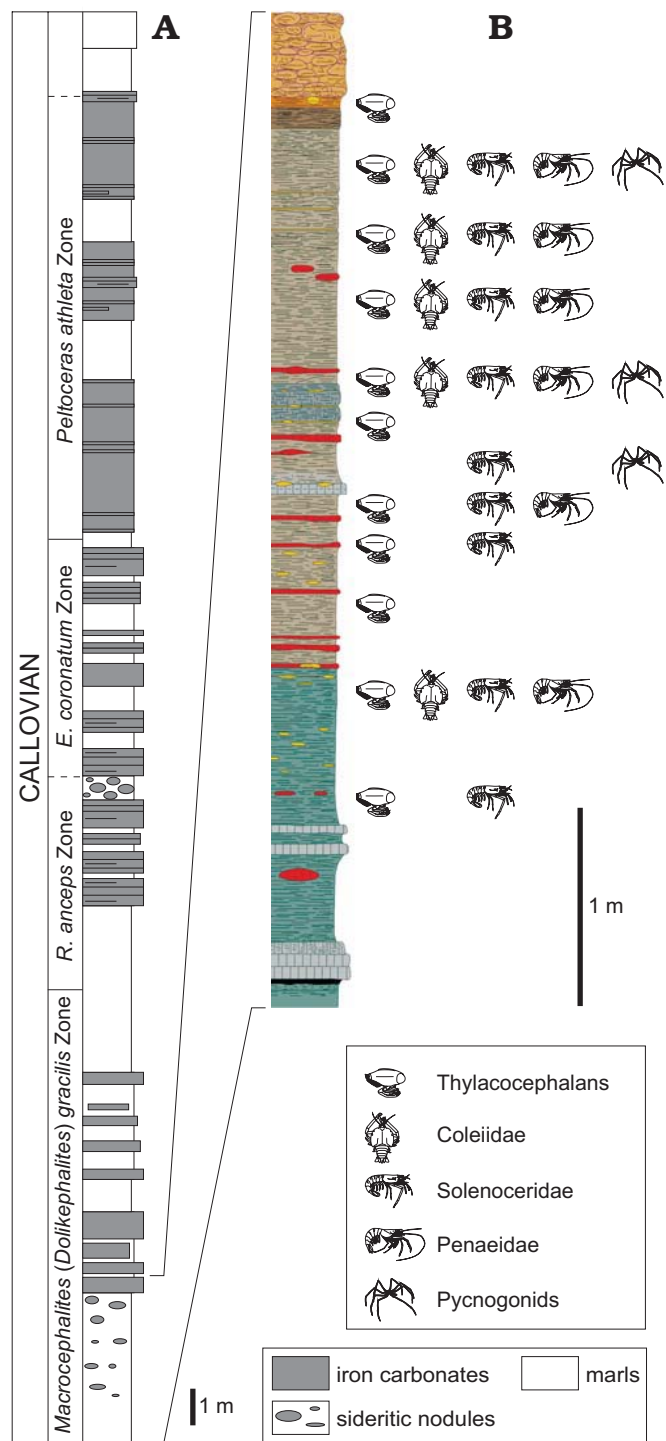 A
B
CALLOVIAN
Peltoceras athleta Zone
E. coronatum Zone
R. anceps Zone
Macrocephalites (Dolikephalites) gracilis Zone
1 m
1 m
Thylacocephalans
Coleiidae
Solenoceridae
Penaeidae
Pycnogonids
iron carbonates
marls
sideritic nodules